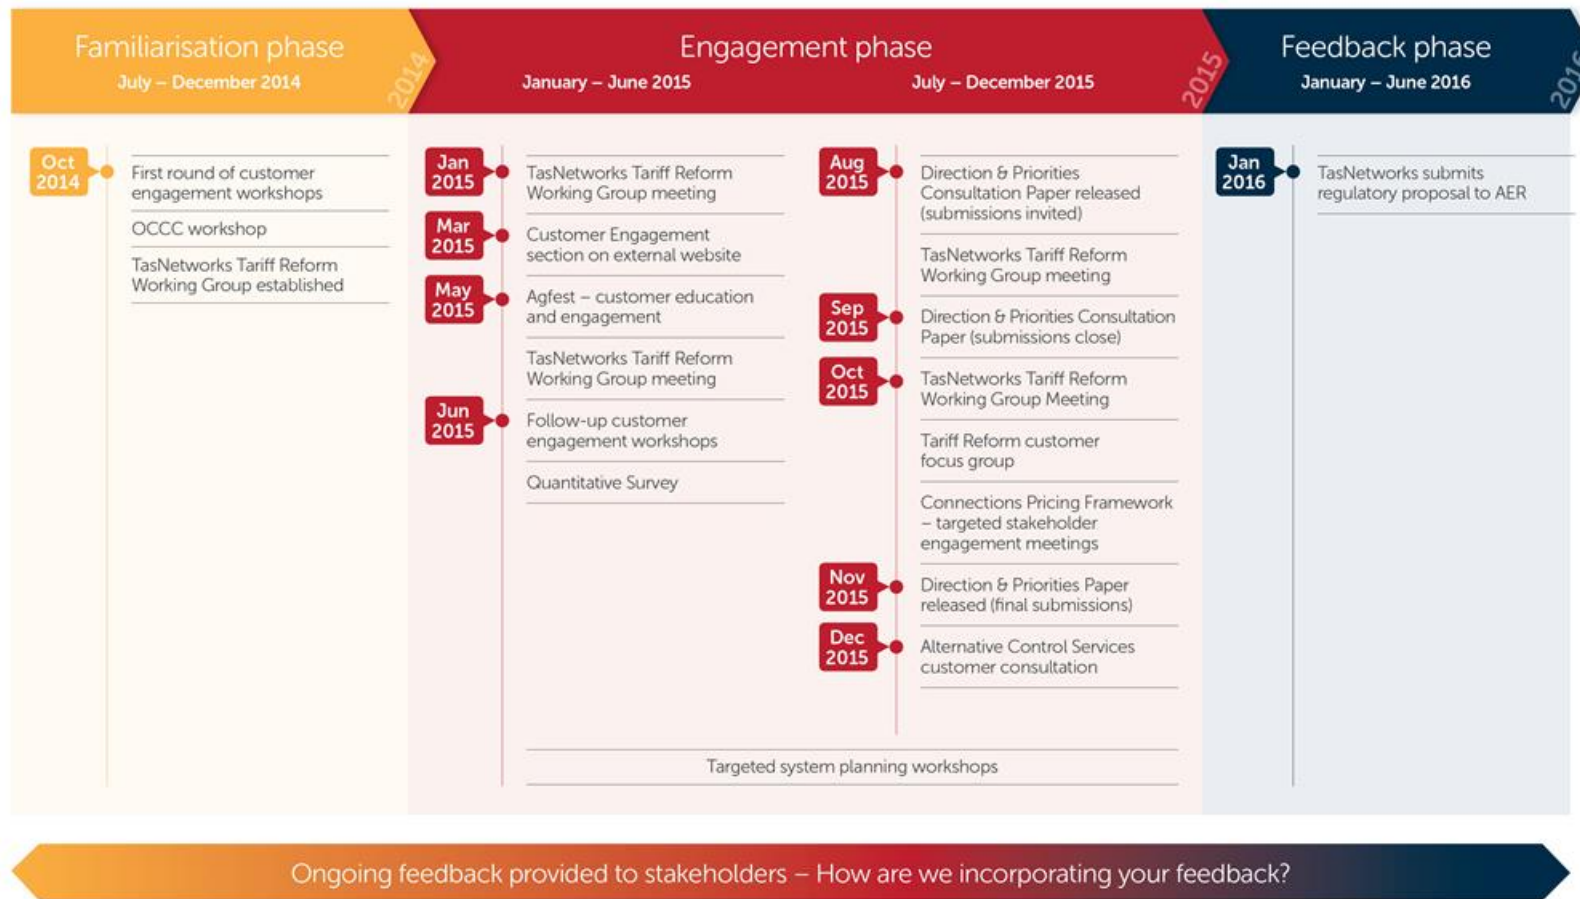 Familiarisation phase
July – December 2014
2014
Engagement phase
January – June 2015
July – December 2015
2015
Feedback phase
January – June 2016
2016
Oct
2014
First round of customer
engagement workshops
OCCC workshop
TasNetworks Tariff Reform
Working Group established
Jan
2015
TasNetworks Tariff Reform
Working Group meeting
Mar
2015
Customer Engagement
section on external website
May
2015
Agfest – customer education
and engagement
TasNetworks Tariff Reform
Working Group meeting
Jun
2015
Follow-up customer
engagement workshops
Quantitative Survey
Aug
2015
Direction & Priorities
Consultation Paper released
(submissions invited)
TasNetworks Tariff Reform
Working Group meeting
Sep
2015
Direction & Priorities Consultation
Paper (submissions close)
Oct
2015
TasNetworks Tariff Reform
Working Group Meeting
Tariff Reform customer
focus group
Connections Pricing Framework
– targeted stakeholder
engagement meetings
Nov
2015
Direction & Priorities Paper
released (final submissions)
Dec
2015
Alternative Control Services
customer consultation
Targeted system planning workshops
Jan
2016
TasNetworks submits
regulatory proposal to AER
Ongoing feedback provided to stakeholders – How are we incorporating your feedback?